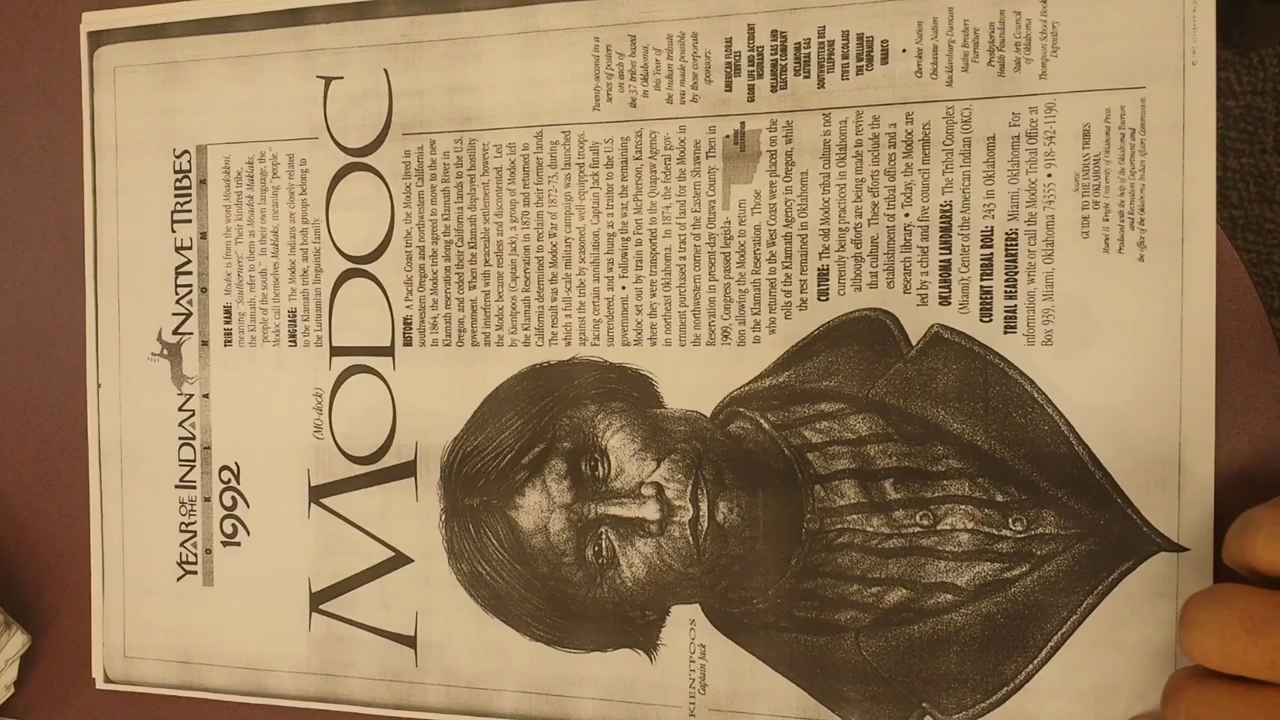 YEAR OF THE INDIAN NATIVE TRIBES
OKLAHOMA
1992
TRIBE NAME: Modoc is from the word Moadokni,
meaning "Southerners." Their kindred tribe,
the Klamath, refer to them as Moadok Maklaks,
"people of the south." In their own language, the
Modoc call themselves Maklaks, meaning "people."
LANGUAGE: The Modoc Indians are closely related
to the Klamath tribe, and both groups belong to
the Lutuamian linguistic family.
(MO-dock)
MODOC
HISTORY: A Pacific Coast tribe, the Modoc lived in
southwestern Oregon and northwestern California.
In 1864, the Modoc tribe agreed to move to the new
Klamath reservation along the Klamath River in
Oregon, and ceded their California lands to the U.S.
government. When the Klamath displayed hostility
and interfered with peaceable settlement, however,
the Modoc became restless and discontented. Led
by Kientpoos (Captain Jack), a group of Modoc left
the Klamath Reservation in 1870 and returned to
California determined to reclaim their former lands.
The result was the Modoc War of 1872-73, during
which a full-scale military campaign was launched
against the tribe by seasoned, well-equipped troops.
Facing certain annihilation, Captain Jack finally
surrendered, and was hung as a traitor to the U.S.
government. • Following the war, the remaining
Modoc set out by train to Fort McPherson, Kansas,
where they were transported to the Quapaw Agency
in northeast Oklahoma. In 1874, the federal gov-
ernment purchased a tract of land for the Modoc in
the northwestern corner of the Eastern Shawnee
Reservation in present-day Ottawa County. Then in
1909, Congress passed legisla-
tion allowing the Modoc to return
to the Klamath Reservation. Those
who returned to the West Coast were placed on the
rolls of the Klamath Agency in Oregon, while
the rest remained in Oklahoma.
MODOC
RESERVATION
CULTURE: The old Modoc tribal culture is not
currently being practiced in Oklahoma,
although efforts are being made to revive
that culture. These efforts include the
establishment of tribal offices and a
research library. • Today, the Modoc are
led by a chief and five council members.
OKLAHOMA LANDMARKS: The Tribal Complex
(Miami); Center of the American Indian (OKC).
CURRENT TRIBAL ROLL: 243 in Oklahoma.
TRIBAL HEADQUARTERS: Miami, Oklahoma. For
information, write or call the Modoc Tribal Office at
Box 939, Miami, Oklahoma 74355 • 918-542-1190.
KIENTPOOS
Captain Jack
Source:
GUIDE TO THE INDIAN TRIBES
OF OKLAHOMA
Muriel H. Wright, University of Oklahoma Press.
Produced with the help of the Oklahoma Tourism
and Recreation Department and
the office of the Oklahoma Indian Affairs Commission.
Twenty-second in a
series of posters
on each of
the 37 tribes based
in Oklahoma,
this Year of
the Indian tribute
was made possible
by these corporate
sponsors:
AMERICAN FLORAL
SERVICES
GLOBE LIFE AND ACCIDENT
INSURANCE
OKLAHOMA GAS AND
ELECTRIC COMPANY
OKLAHOMA
NATURAL GAS
SOUTHWESTERN BELL
TELEPHONE
STIFEL NICOLAUS
THE WILLIAMS
COMPANIES
UNARCO
•
Cherokee Nation
Chickasaw Nation
Macklanburg-Duncan
Mathis Brothers
Furniture
Presbyterian
Health Foundation
State Arts Council
of Oklahoma
Thompson School Book
Depository